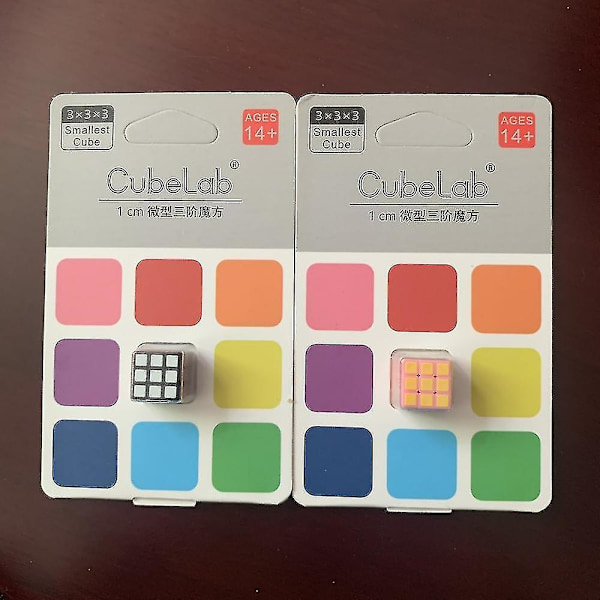 3×3×3
Smallest
Cube
AGES
14+
CubeLab®
1 cm 微型三阶魔方
3×3×3
Smallest
Cube
AGES
14+
CubeLab®
1 cm 微型三阶魔方